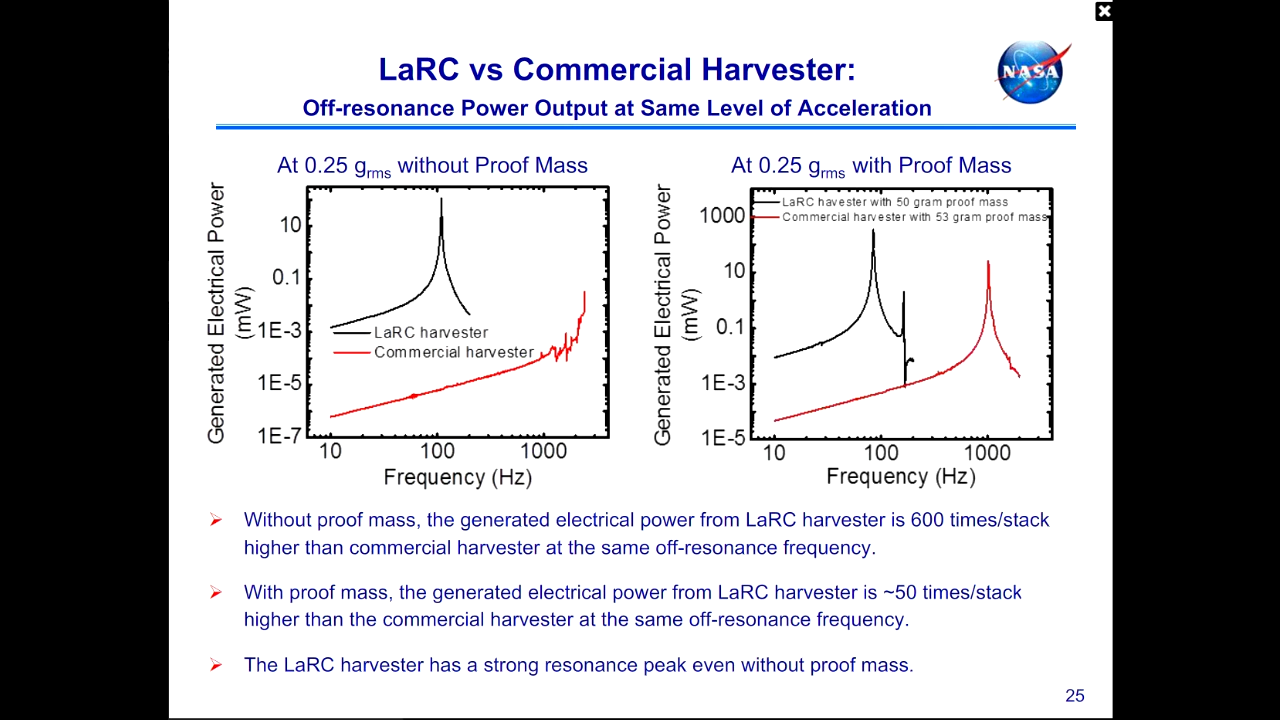 LaRC vs Commercial Harvester:
Off-resonance Power Output at Same Level of Acceleration
NASA
At 0.25 grms without Proof Mass
Generated Electrical Power
(mW)
10
0.1
1E-3
1E-5
1E-7
LaRC harvester
Commercial harvester
10
100
1000
Frequency (Hz)
At 0.25 grms with Proof Mass
Generated Electrical Power
(mW)
1000
10
0.1
1E-3
1E-5
LaRC havester with 50 gram proof mass
Commercial harvester with 53 gram proof mass
10
100
1000
Frequency (Hz)
Without proof mass, the generated electrical power from LaRC harvester is 600 times/stack
higher than commercial harvester at the same off-resonance frequency.
With proof mass, the generated electrical power from LaRC harvester is ~50 times/stack
higher than the commercial harvester at the same off-resonance frequency.
The LaRC harvester has a strong resonance peak even without proof mass.
25